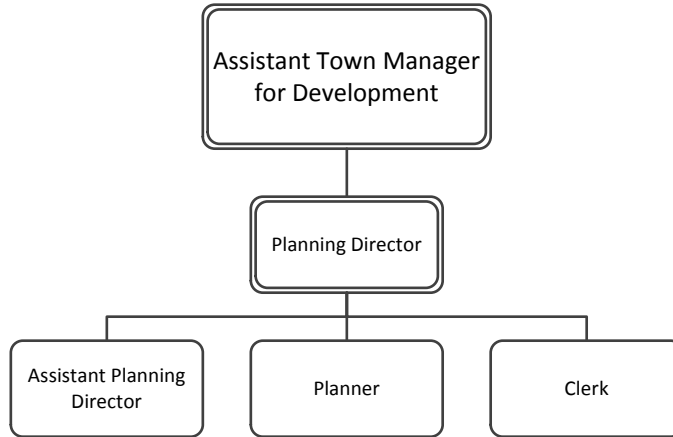 Assistant Town Manager
for Development
Planning Director
Assistant Planning
Director
Planner
Clerk